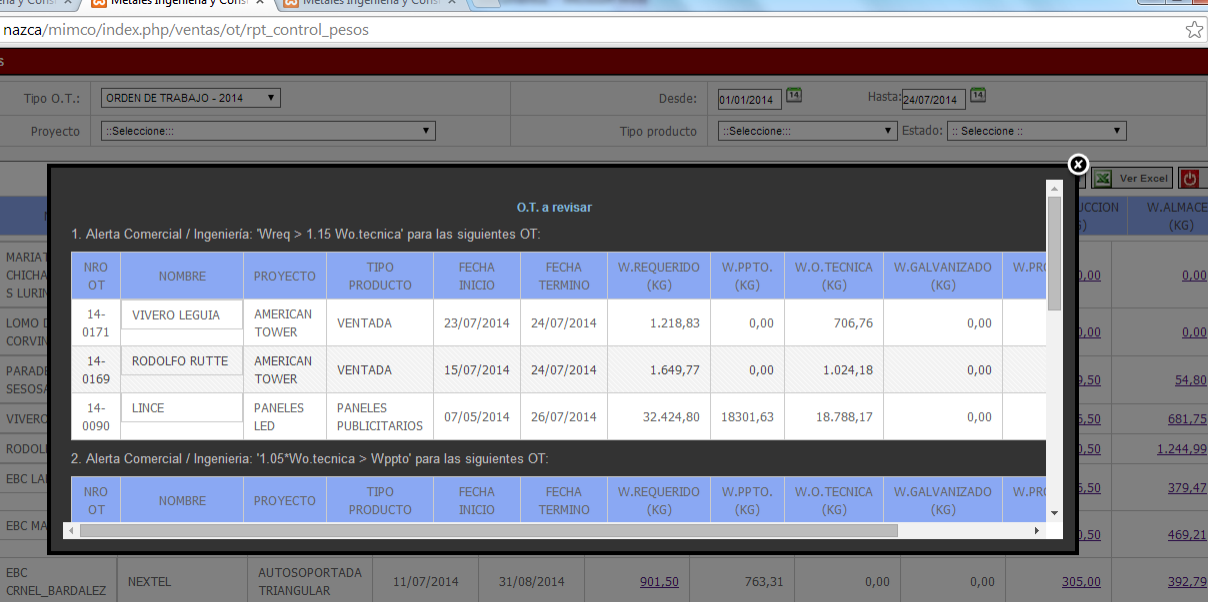 ería y Cons
Metales Ingeniería y Cons
Metales Ingeniería y Cons
nazca/mimco/index.php/ventas/ot/rpt_control_pesos
s
Tipo O.T.: ORDEN DE TRABAJO - 2014 Desde: 01/01/2014 14 Hasta: 24/07/2014 14
Proyecto ::Seleccione::: Tipo producto ::Seleccione::: Estado: :: Seleccione ::
Ver Excel
UCCION W.ALMACE
(KG)
O.T. a revisar
1. Alerta Comercial / Ingeniería: 'Wreq > 1.15 Wo.tecnica' para las siguientes OT:
NRO OT NOMBRE PROYECTO TIPO PRODUCTO FECHA INICIO FECHA TERMINO W.REQUERIDO (KG) W.PPTO. (KG) W.O.TECNICA (KG) W.GALVANIZADO (KG) W.PRO
14-0171 VIVERO LEGUIA AMERICAN TOWER VENTADA 23/07/2014 24/07/2014 1.218,83 0,00 706,76 0,00
14-0169 RODOLFO RUTTE AMERICAN TOWER VENTADA 15/07/2014 24/07/2014 1.649,77 0,00 1.024,18 0,00
14-0090 LINCE PANELES LED PANELES PUBLICITARIOS 07/05/2014 26/07/2014 32.424,80 18301,63 18.788,17 0,00
2. Alerta Comercial / Ingenieria: '1.05*Wo.tecnica > Wppto' para las siguientes OT:
NRO OT NOMBRE PROYECTO TIPO PRODUCTO FECHA INICIO FECHA TERMINO W.REQUERIDO (KG) W.PPTO. (KG) W.O.TECNICA (KG) W.GALVANIZADO (KG) W.PRO
MARIAT
CHICHA
S LURIN
0,00 0,00
LOMO D
CORVIN
0,00 0,00
PARADE
SESOSA
9,50 54,80
VIVERO 5,50 681,75
RODOL 0,50 1.244,99
EBC LA 5,50 379,47
EBC MA 0,50 469,21
EBC CRNEL_BARDALEZ NEXTEL AUTOSOPORTADA TRIANGULAR 11/07/2014 31/08/2014 901,50 763,31 0,00 0,00 305,00 392,79